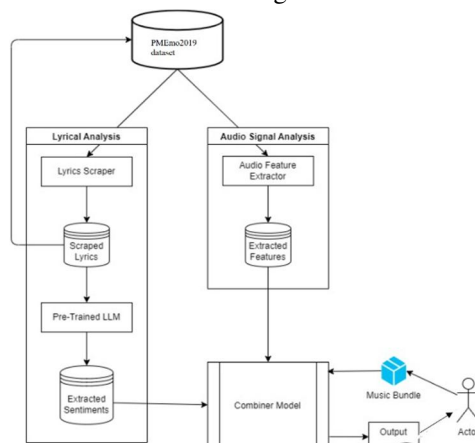 PMEmo2019
dataset
Lyrical Analysis
Lyrics Scraper
Scraped
Lyrics
Pre-Trained LLM
Extracted
Sentiments
Audio Signal Analysis
Audio Feature
Extractor
Extracted
Features
Combiner Model
Music Bundle
Output
Acto